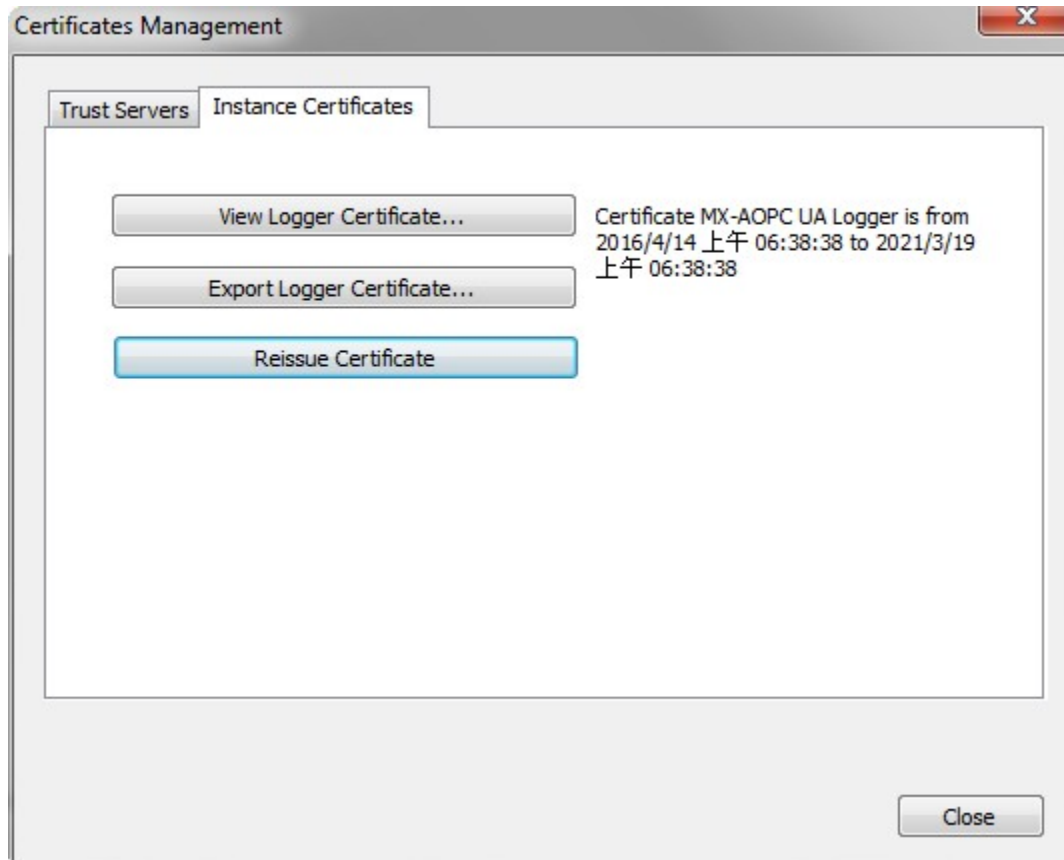 Certificates Management
Trust Servers
Instance Certificates
View Logger Certificate...
Certificate MX-AOPC UA Logger is from
2016/4/14 上午 06:38:38 to 2021/3/19
上午 06:38:38
Export Logger Certificate...
Reissue Certificate
Close